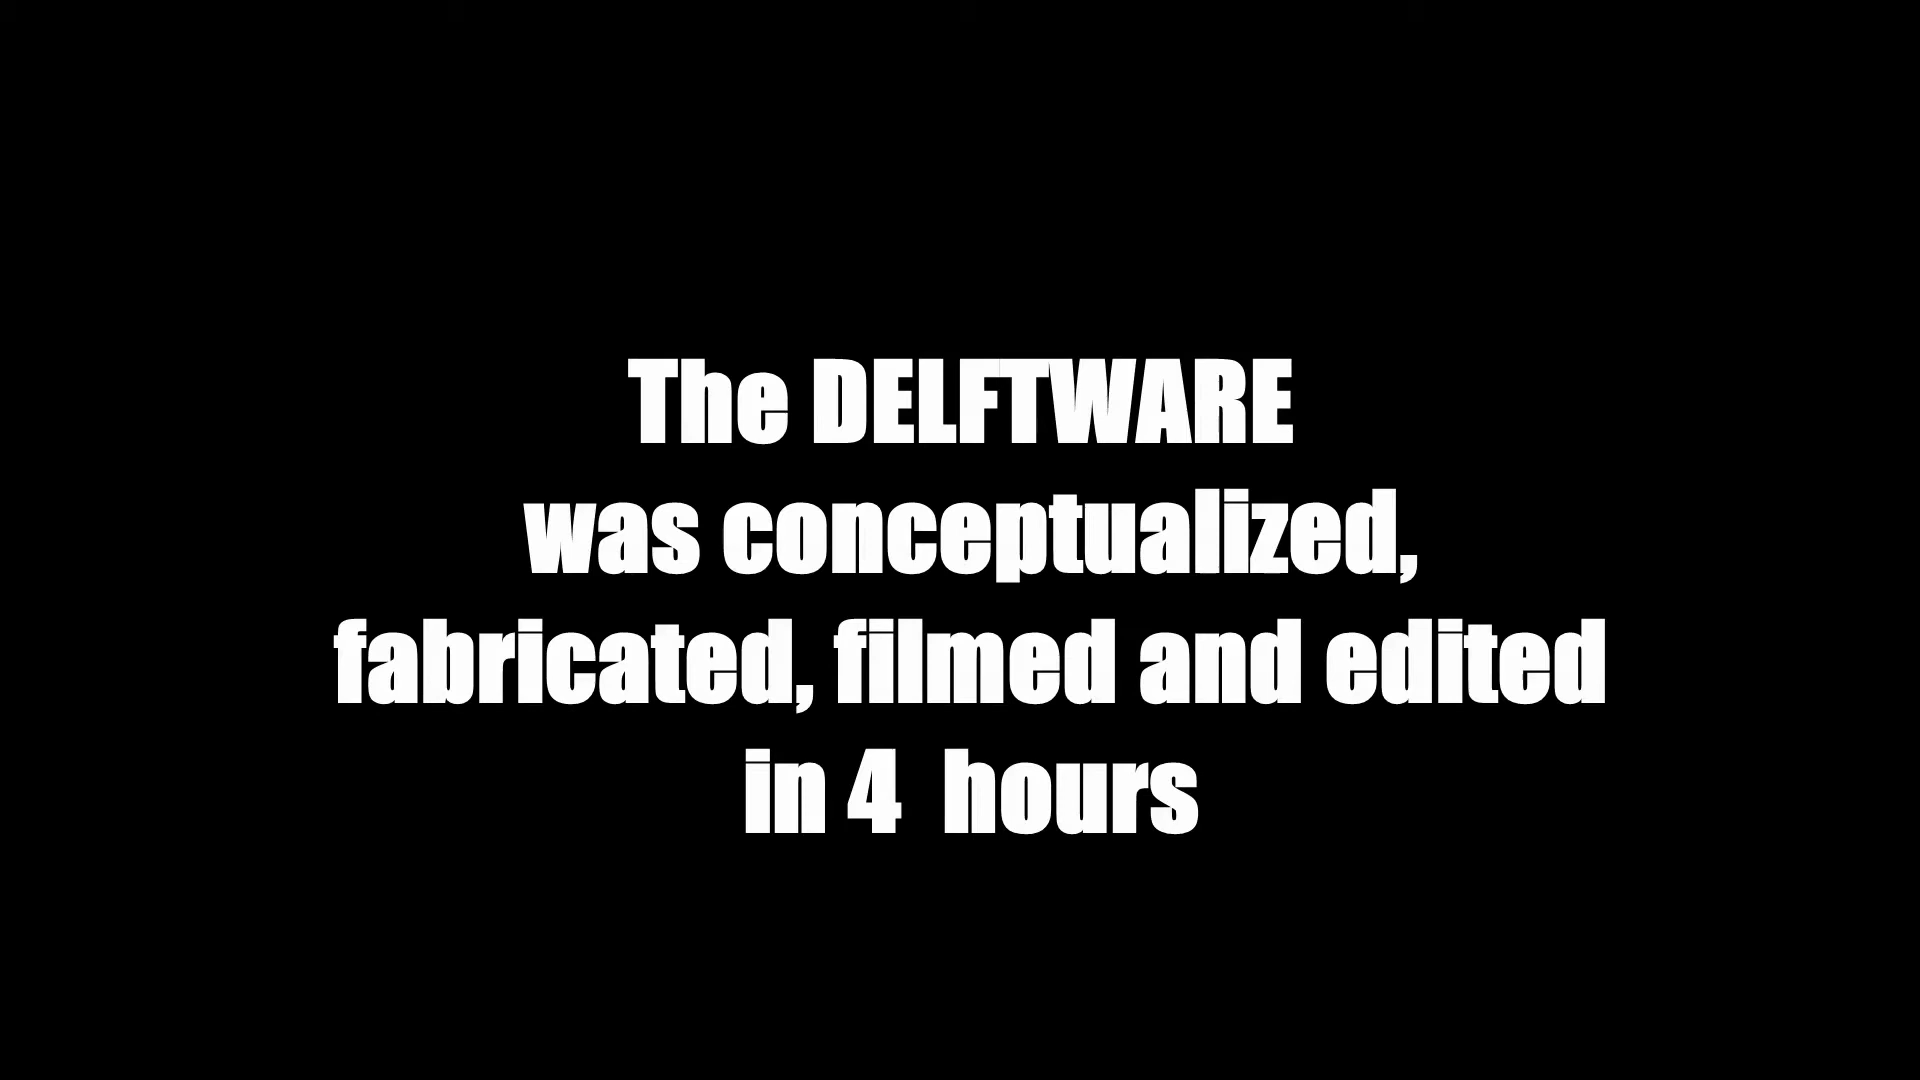 The DELFTWARE
was conceptualized,
fabricated, filmed and edited
in 4  hours